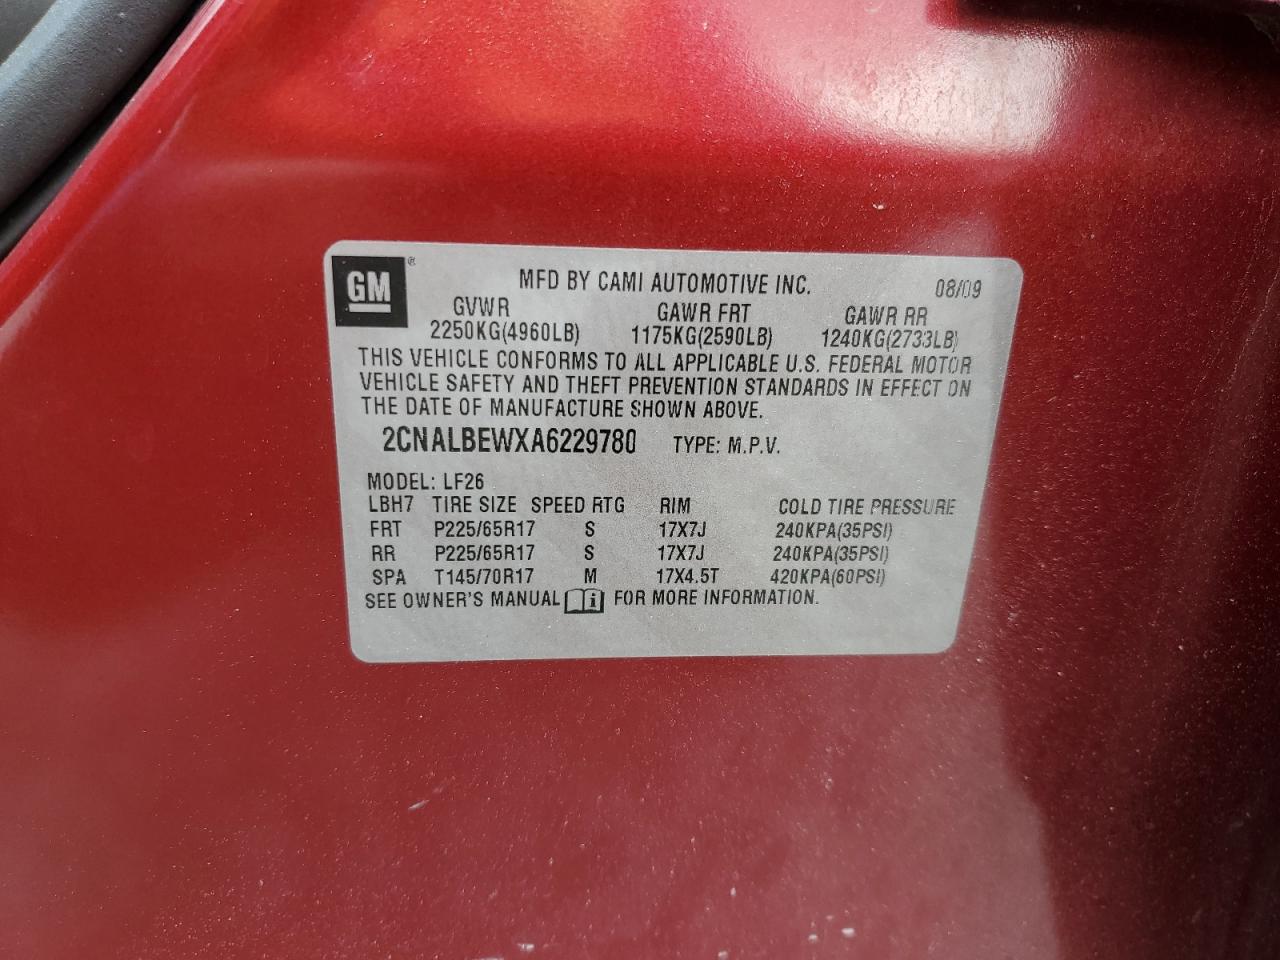 GM ®
MFD BY CAMI AUTOMOTIVE INC. 08/09
GVWR GAWR FRT GAWR RR
2250KG(4960LB) 1175KG(2590LB) 1240KG(2733LB)
THIS VEHICLE CONFORMS TO ALL APPLICABLE U.S. FEDERAL MOTOR
VEHICLE SAFETY AND THEFT PREVENTION STANDARDS IN EFFECT ON
THE DATE OF MANUFACTURE SHOWN ABOVE.
2CNALBEWXA6229780 TYPE: M.P.V.
MODEL: LF26
LBH7 TIRE SIZE SPEED RTG RIM COLD TIRE PRESSURE
FRT P225/65R17 S 17X7J 240KPA(35PSI)
RR P225/65R17 S 17X7J 240KPA(35PSI)
SPA T145/70R17 M 17X4.5T 420KPA(60PSI)
SEE OWNER'S MANUAL i FOR MORE INFORMATION.